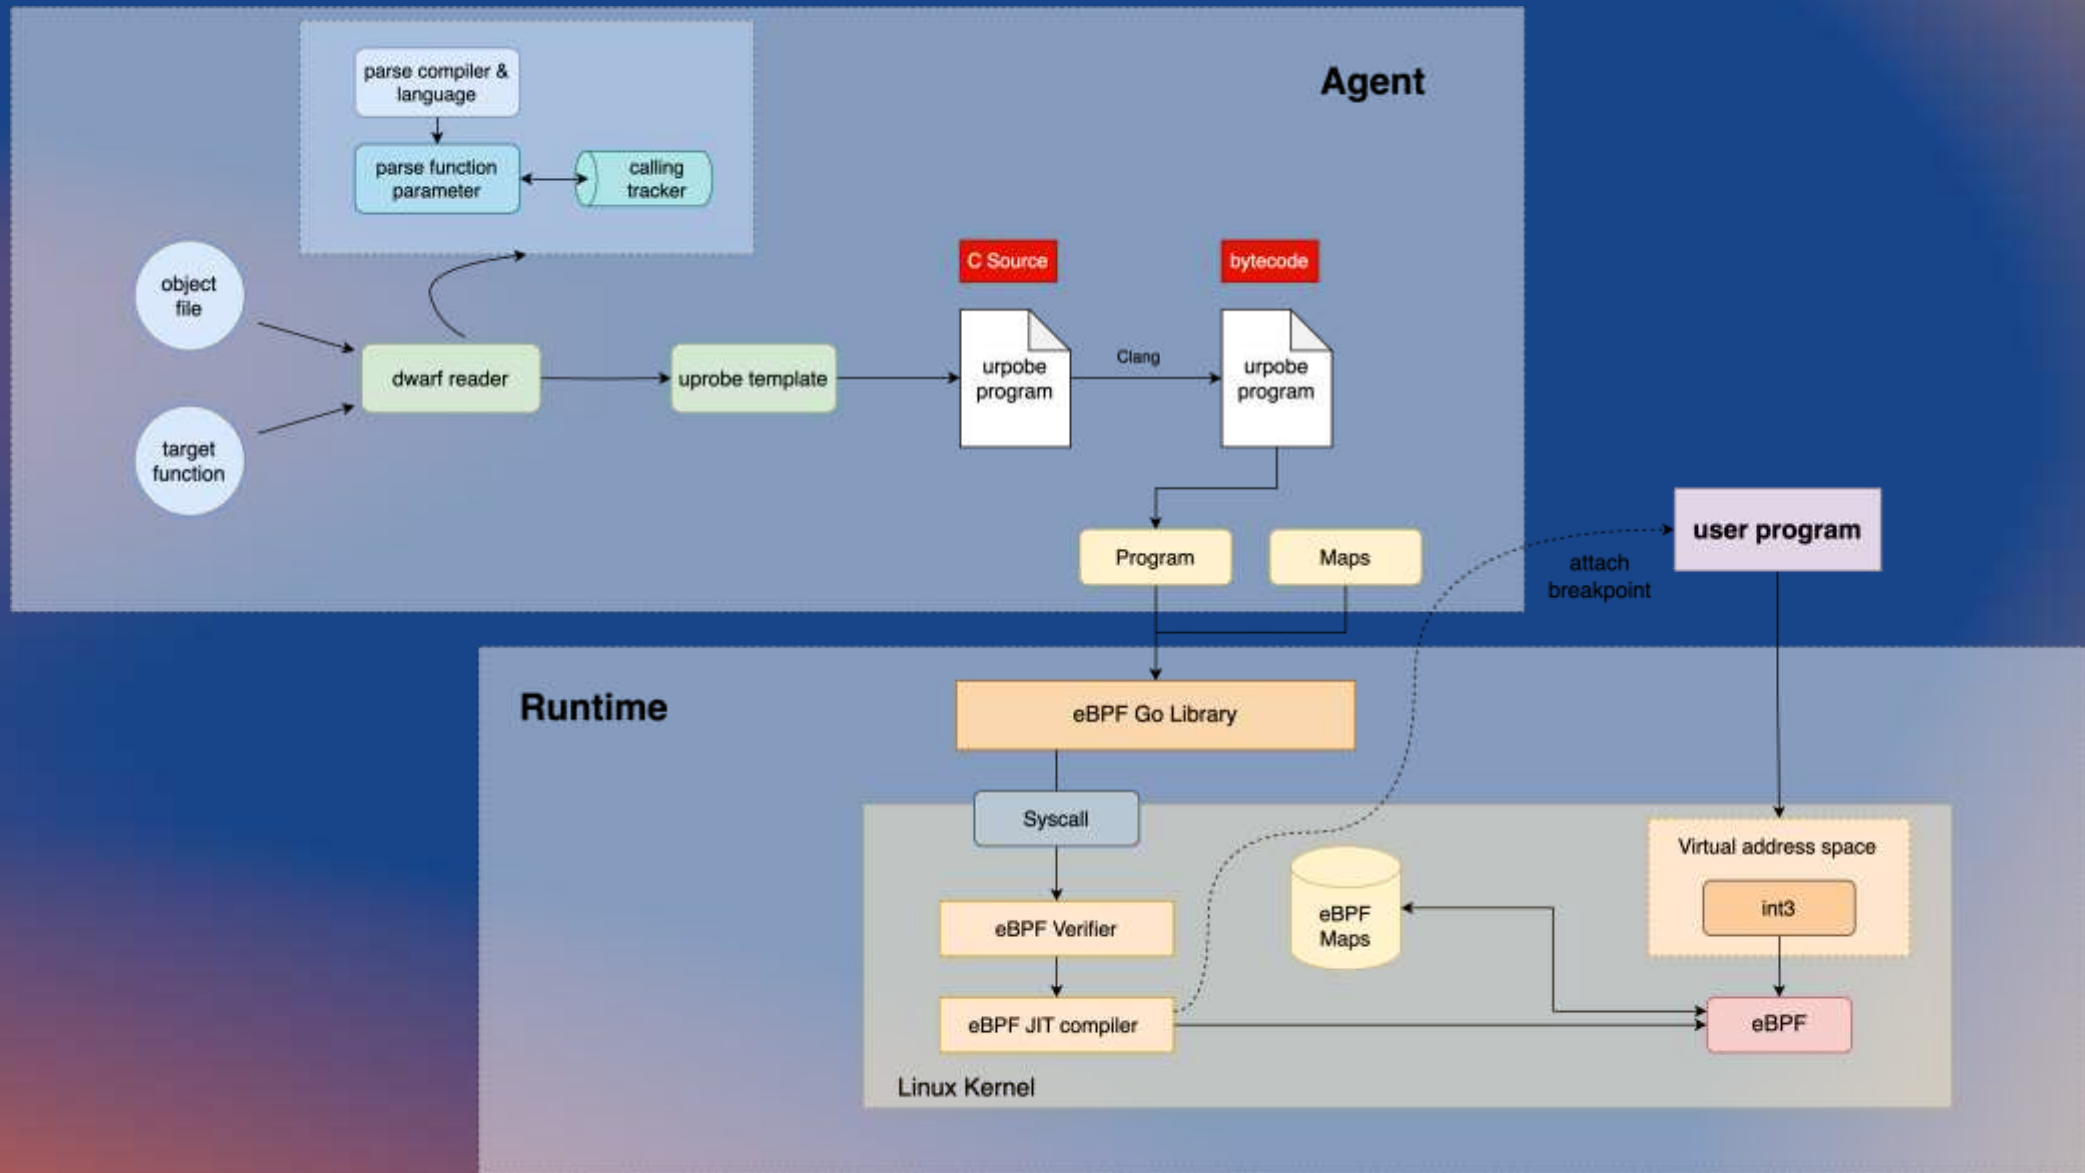 Agent
parse compiler &
language
parse function
parameter
calling
tracker
object
file
target
function
dwarf reader
uprobe template
C Source
urpobe
program
Clang
bytecode
urpobe
program
Program
Maps
user program
attach
breakpoint
Runtime
eBPF Go Library
Syscall
eBPF Verifier
eBPF JIT compiler
eBPF
Maps
Virtual address space
int3
eBPF
Linux Kernel